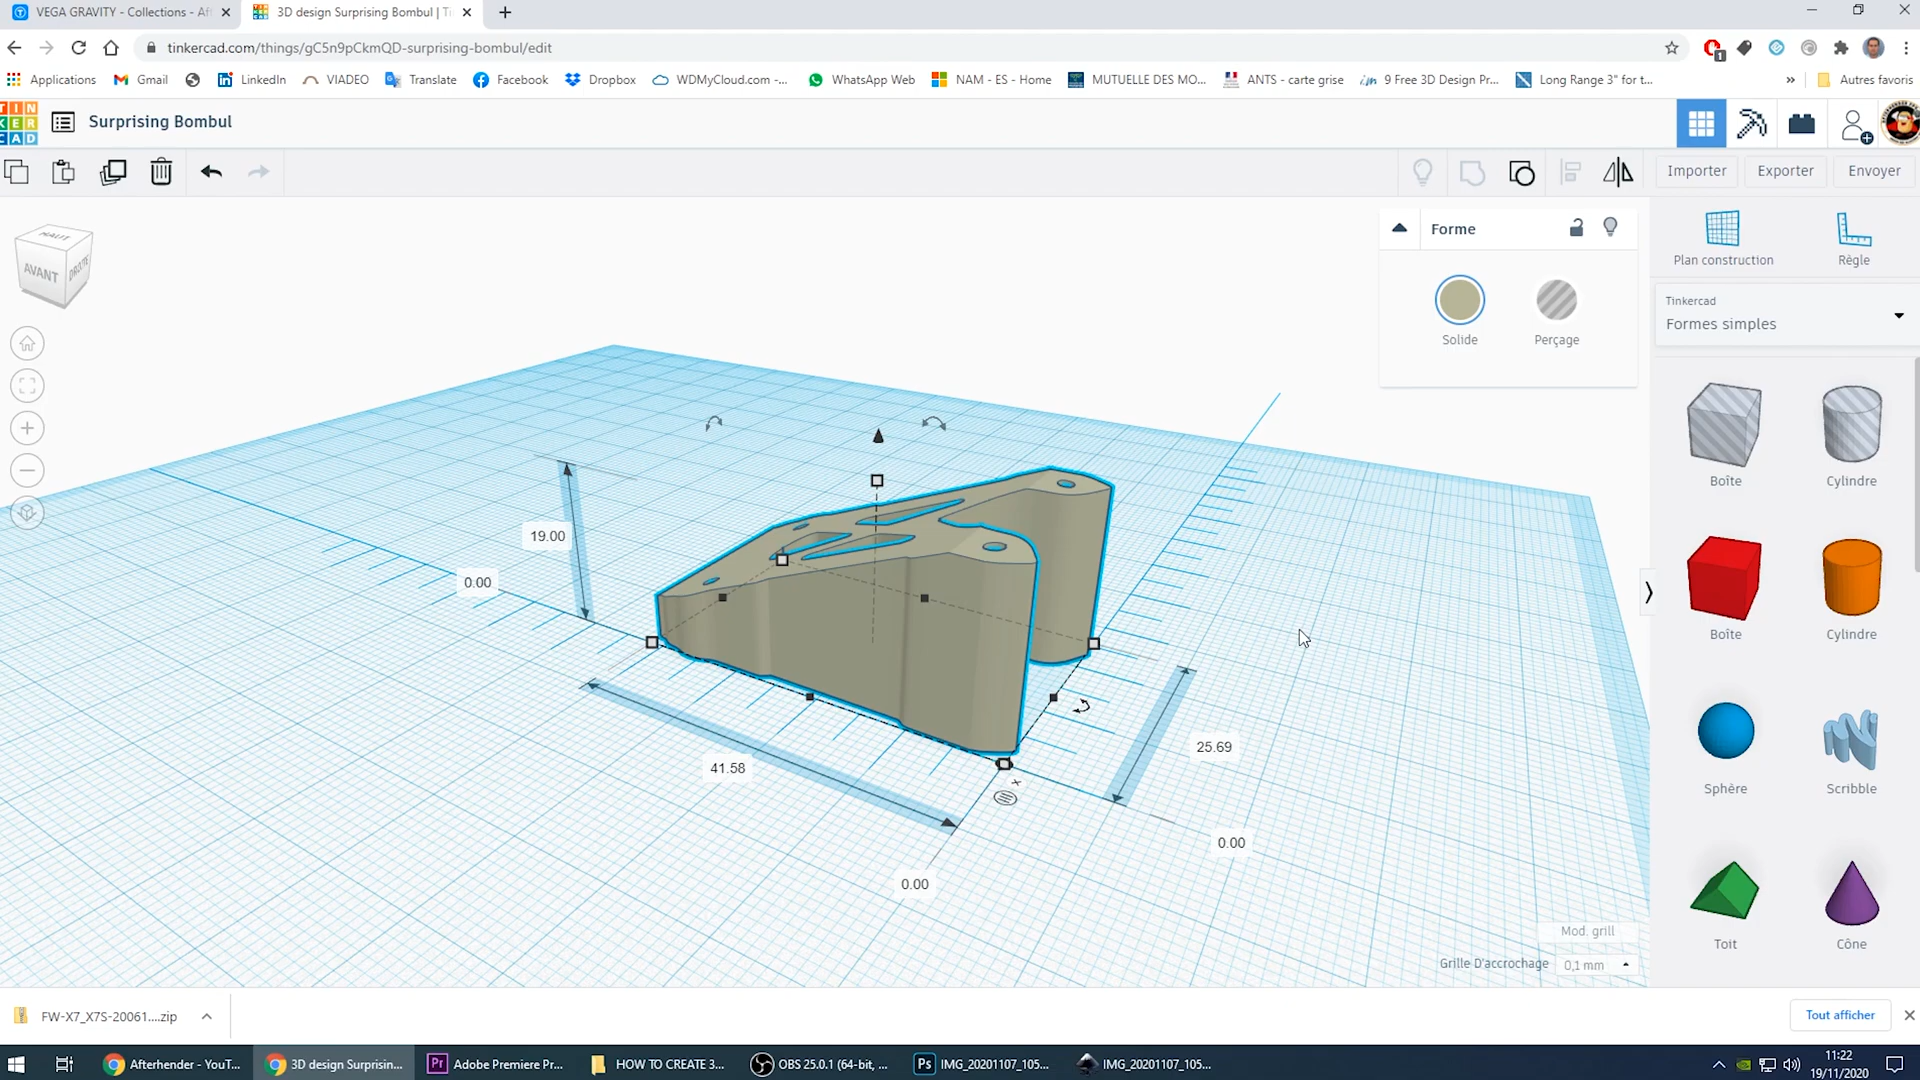 VEGA GRAVITY - Collections - Af
3D design Surprising Bombul | T
tinkercad.com/things/gC5n9pCkmQD-surprising-bombul/edit
1
Applications
Gmail
LinkedIn
VIADEO
Translate
Facebook
Dropbox
WDMyCloud.com -...
WhatsApp Web
NAM - ES - Home
MUTUELLE DES MO...
ANTS - carte grise
9 Free 3D Design Pr...
Long Range 3" for t...
»
Autres favoris
TIN
KER
CAD
Surprising Bombul
Importer
Exporter
Envoyer
HAUT
AVANT
DROITE
Forme
Solide
Perçage
Plan construction
Règle
Tinkercad
Formes simples
Boîte
Cylindre
Boîte
Cylindre
Sphère
Scribble
Toit
Cône
19.00
0.00
41.58
25.69
0.00
0.00
Mod. grill
Grille D'accrochage
0,1 mm
FW-X7_X7S-20061....zip
Tout afficher
Afterhender - YouT...
3D design Surprisin...
Adobe Premiere Pr...
HOW TO CREATE 3...
OBS 25.0.1 (64-bit, ...
IMG_20201107_105...
IMG_20201107_105...
11:22
19/11/2020